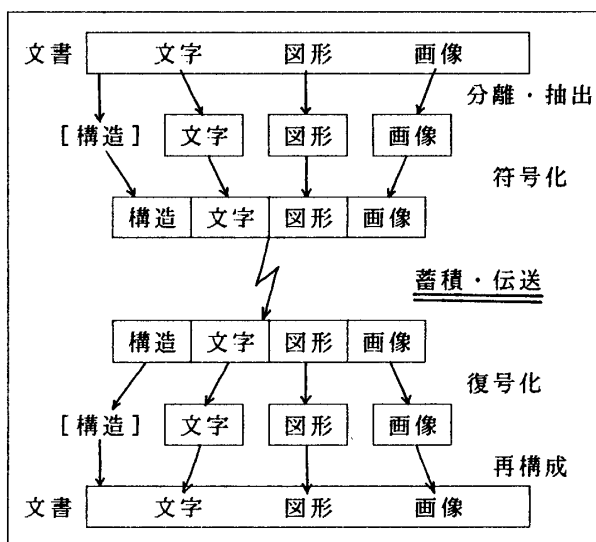 文書 文字 図形 画像
分離・抽出
[構造] 文字 図形 画像
符号化
構造 文字 図形 画像
蓄積・伝送
構造 文字 図形 画像
復号化
[構造] 文字 図形 画像
再構成
文書 文字 図形 画像